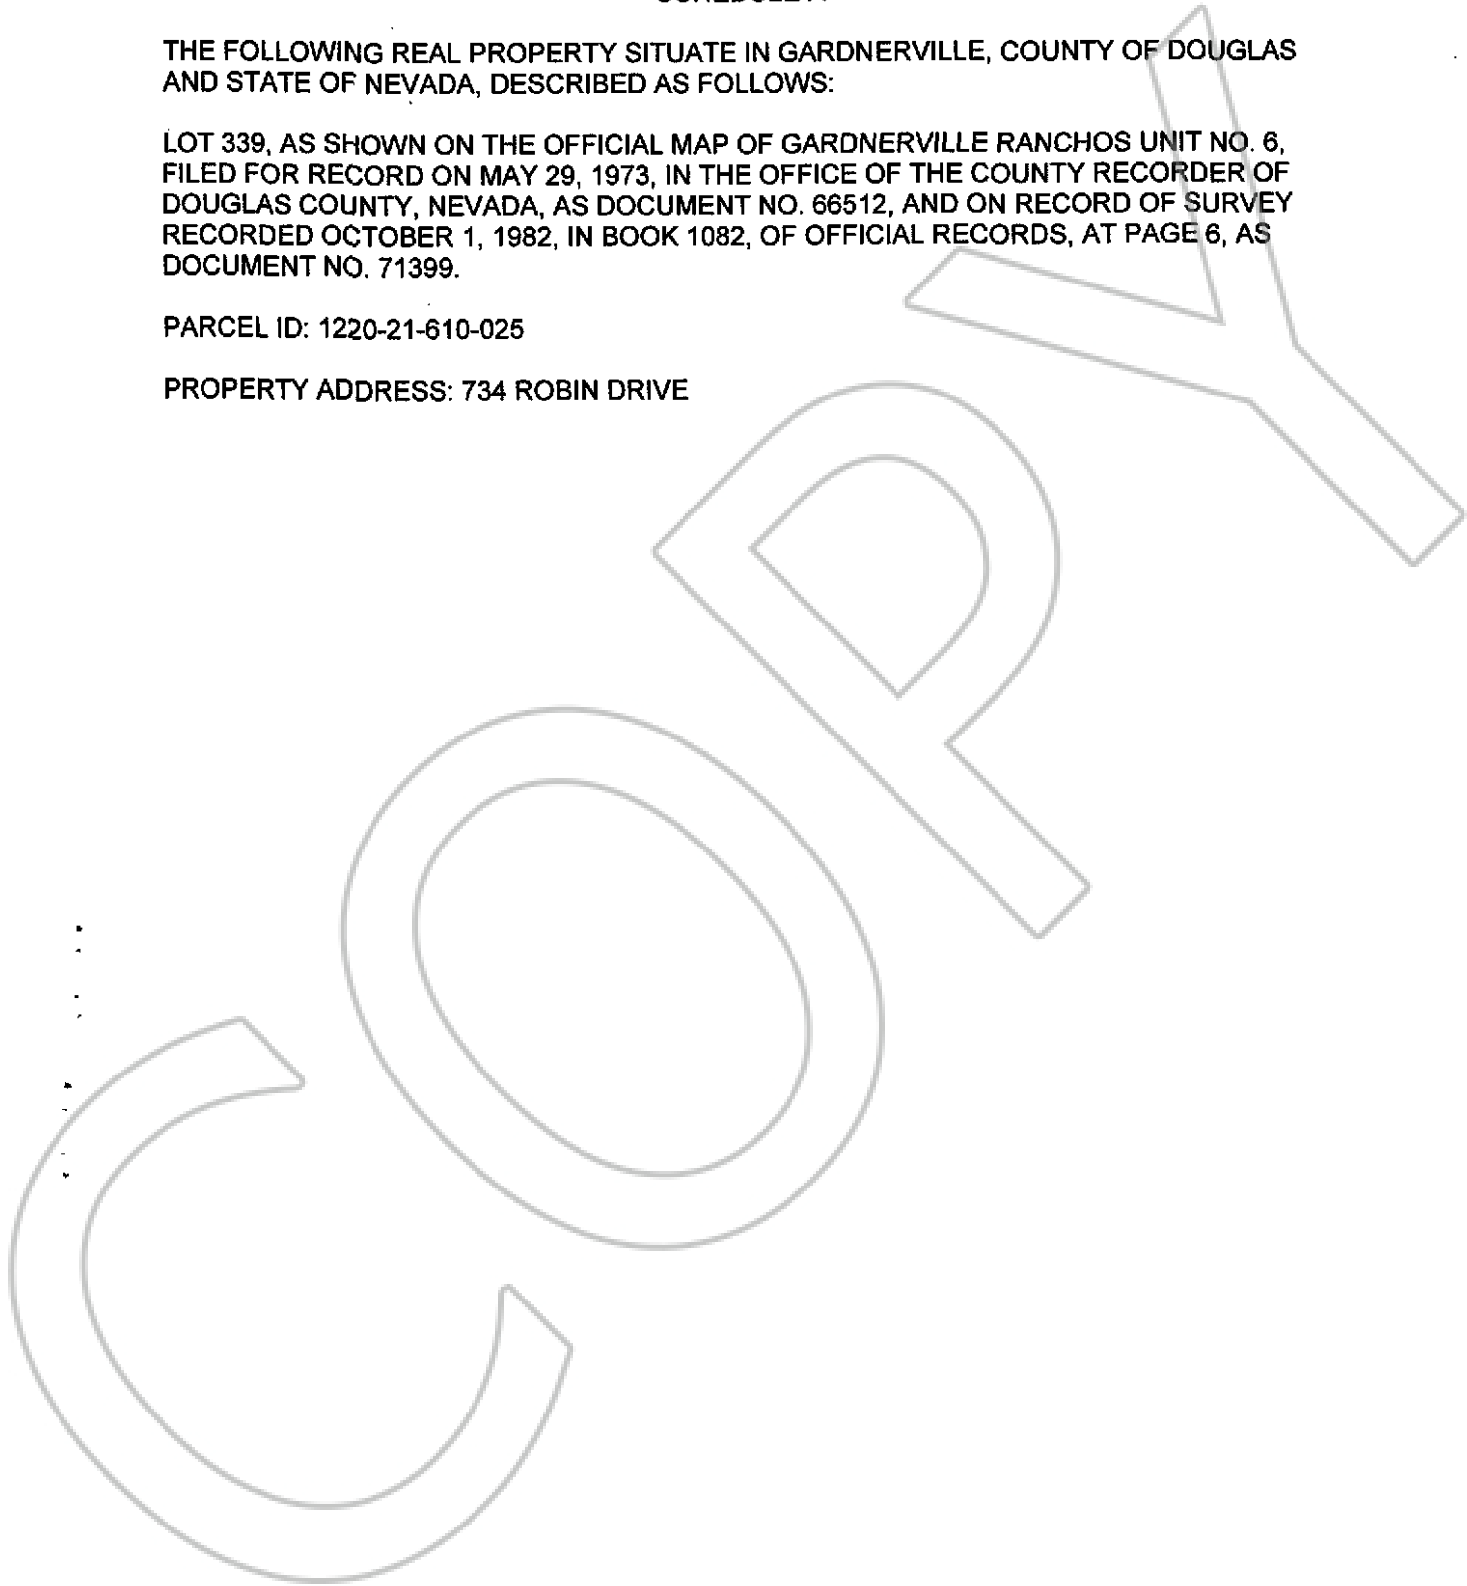 THE FOLLOWING REAL PROPERTY SITUATE IN GARDNERVILLE, COUNTY OF DOUGLAS
AND STATE OF NEVADA, DESCRIBED AS FOLLOWS:
LOT 339, AS SHOWN ON THE OFFICIAL MAP OF GARDNERVILLE RANCHOS UNIT NO. 6,
FILED FOR RECORD ON MAY 29, 1973, IN THE OFFICE OF THE COUNTY RECORDER OF
DOUGLAS COUNTY, NEVADA, AS DOCUMENT NO. 66512, AND ON RECORD OF SURVEY
RECORDED OCTOBER 1, 1982, IN BOOK 1082, OF OFFICIAL RECORDS, AT PAGE 6, AS
DOCUMENT NO. 71399.
PARCEL ID: 1220-21-610-025
PROPERTY ADDRESS: 734 ROBIN DRIVE
COPY